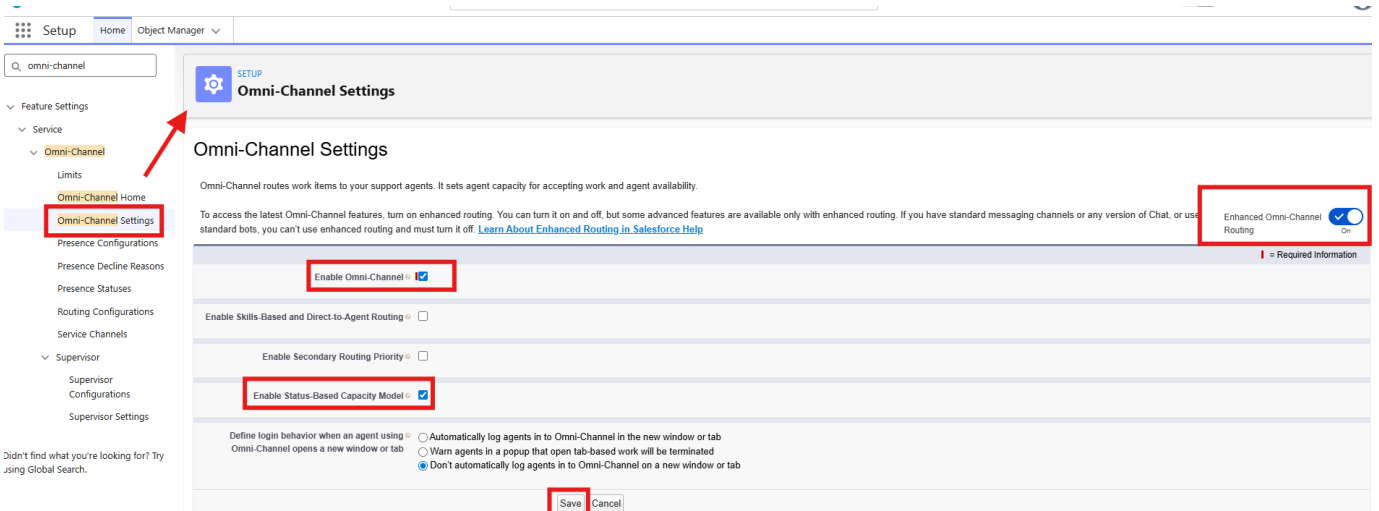 Setup
Home
Object Manager
omni-channel
Feature Settings
Service
Omni-Channel
Limits
Omni-Channel Home
Omni-Channel Settings
Presence Configurations
Presence Decline Reasons
Presence Statuses
Routing Configurations
Service Channels
Supervisor
Supervisor
Configurations
Supervisor Settings
Didn't find what you're looking for? Try
using Global Search.
SETUP
Omni-Channel Settings
Omni-Channel Settings
Omni-Channel routes work items to your support agents. It sets agent capacity for accepting work and agent availability.
To access the latest Omni-Channel features, turn on enhanced routing. You can turn it on and off, but some advanced features are available only with enhanced routing. If you have standard messaging channels or any version of Chat, or use
standard bots, you can't use enhanced routing and must turn it off. Learn About Enhanced Routing in Salesforce Help
Enhanced Omni-Channel
Routing
On
= Required Information
Enable Omni-Channel
Enable Skills-Based and Direct-to-Agent Routing
Enable Secondary Routing Priority
Enable Status-Based Capacity Model
Define login behavior when an agent using
Omni-Channel opens a new window or tab
Automatically log agents in to Omni-Channel in the new window or tab
Warn agents in a popup that open tab-based work will be terminated
Don't automatically log agents in to Omni-Channel on a new window or tab
Save
Cancel